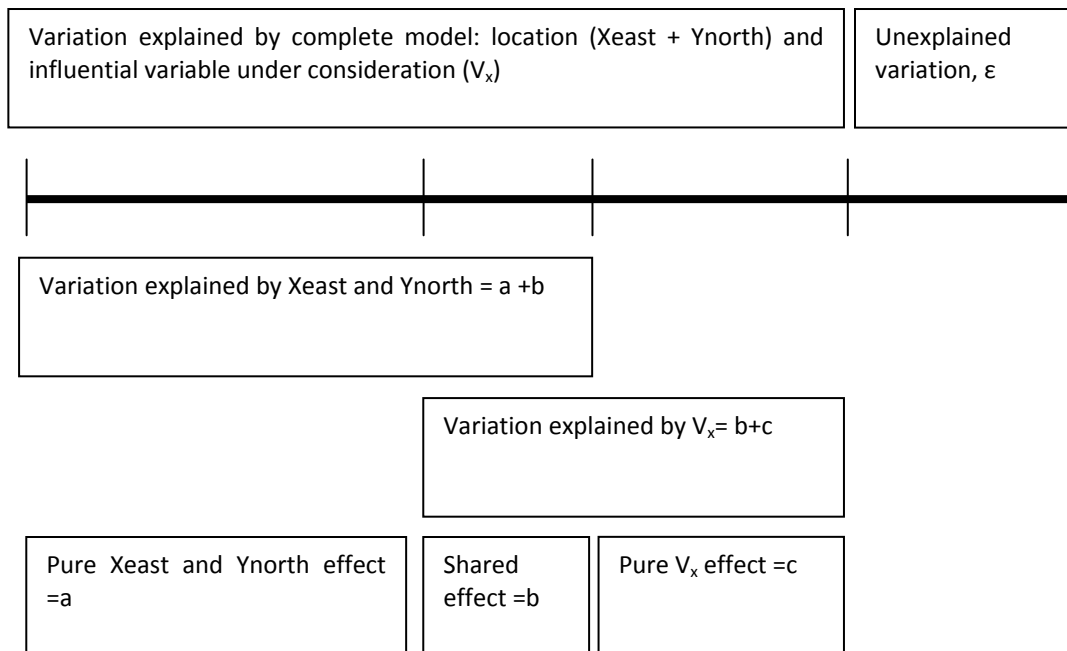 Variation explained by complete model: location (Xeast + Ynorth) and
influential variable under consideration (Vₓ)
Unexplained
variation, ε
Variation explained by Xeast and Ynorth = a +b
Variation explained by Vₓ= b+c
Pure Xeast and Ynorth effect
=a
Shared
effect =b
Pure Vₓ effect =c